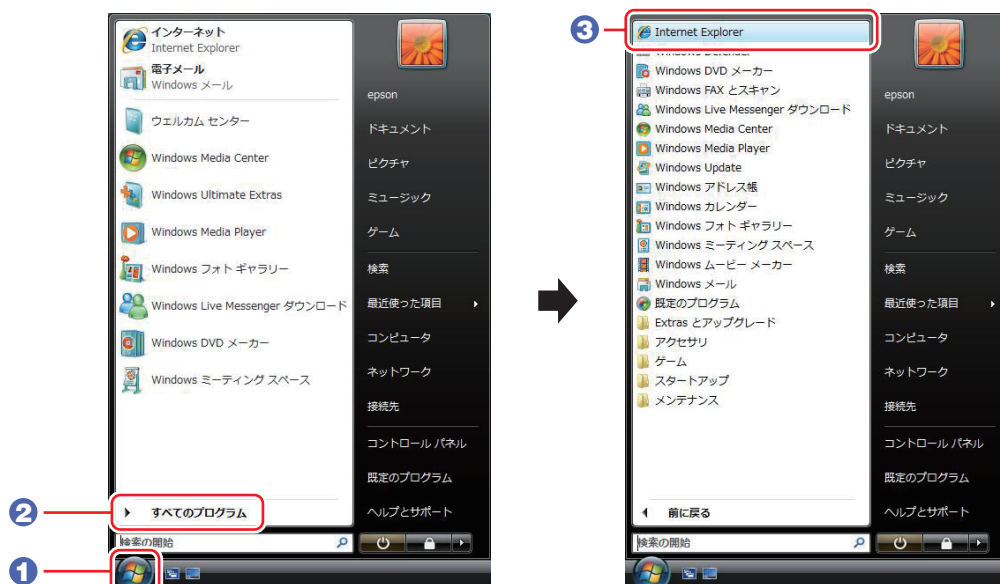 インターネット
Internet Explorer
電子メール
Windows メール
ウエルカム センター
Windows Media Center
Windows Ultimate Extras
Windows Media Player
Windows フォト ギャラリー
Windows Live Messenger ダウンロード
Windows DVD メーカー
Windows ミーティング スペース
2
すべてのプログラム
検索の開始
1
epson
ドキュメント
ピクチャ
ミュージック
ゲーム
検索
最近使った項目
コンピュータ
ネットワーク
接続先
コントロール パネル
既定のプログラム
ヘルプとサポート
3
Internet Explorer
Windows Defender
Windows DVD メーカー
Windows FAX とスキャン
Windows Live Messenger ダウンロード
Windows Media Center
Windows Media Player
Windows Update
Windows アドレス帳
Windows カレンダー
Windows フォト ギャラリー
Windows ミーティング スペース
Windows ムービー メーカー
Windows メール
既定のプログラム
Extras とアップグレード
アクセサリ
ゲーム
スタートアップ
メンテナンス
前に戻る
検索の開始
epson
ドキュメント
ピクチャ
ミュージック
ゲーム
検索
最近使った項目
コンピュータ
ネットワーク
接続先
コントロール パネル
既定のプログラム
ヘルプとサポート